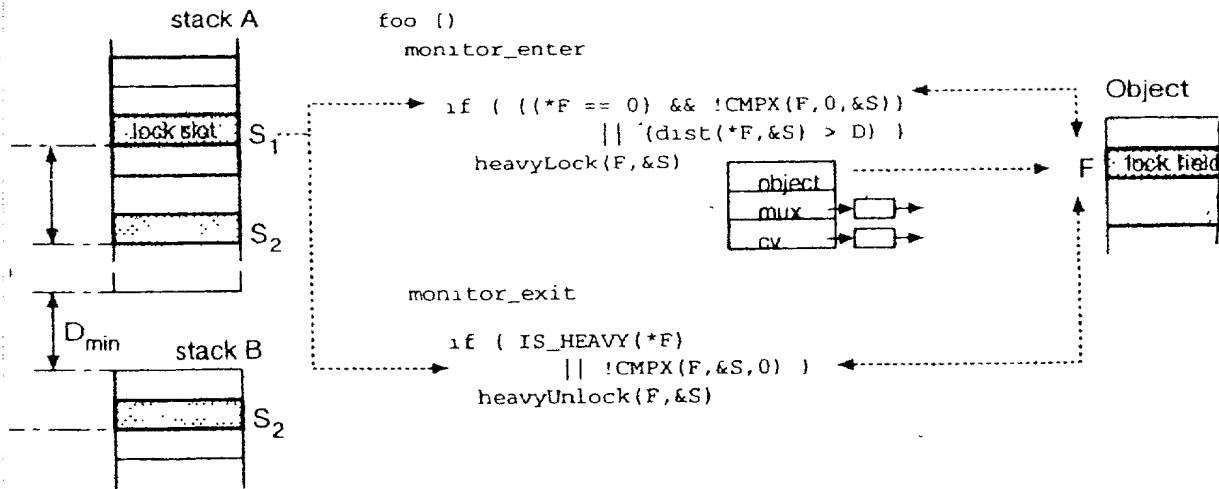 stack A
foo ()
monitor_enter
if ( ((*F == 0) && !CMPX(F,0,&S))
|| (dist(*F,&S) > D) )
heavyLock(F,&S)
Object
lock slot
S1
F
lock field
object
mux
cv
S2
monitor_exit
if ( IS_HEAVY(*F)
|| !CMPX(F,&S,0) )
heavyUnlock(F,&S)
Dmin
stack B
S2